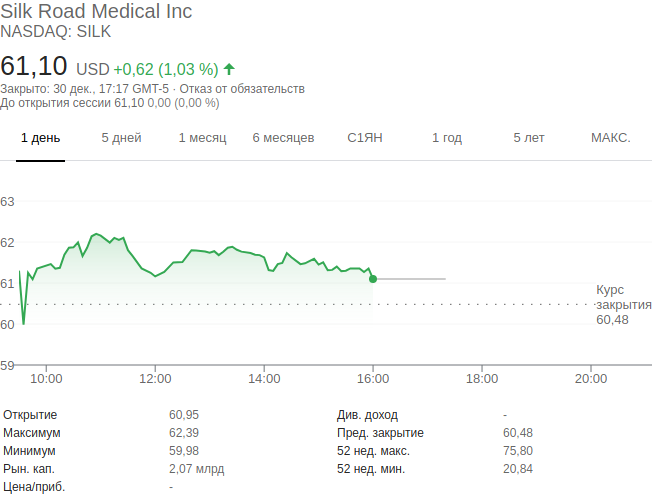 Silk Road Medical Inc
NASDAQ: SILK
61,10 USD +0,62 (1,03 %)
Закрыто: 30 дек., 17:17 GMT-5 · Отказ от обязательств
До открытия сессии 61,10 0,00 (0,00 %)
1 день 5 дней 1 месяц 6 месяцев С1ЯН 1 год 5 лет МАКС.
63
62
61
Курс
закрытия
60,48
60
59
10:00 12:00 14:00 16:00 18:00 20:00
Открытие 60,95 Див. доход -
Максимум 62,39 Пред. закрытие 60,48
Минимум 59,98 52 нед. макс. 75,80
Рын. кап. 2,07 млрд 52 нед. мин. 20,84
Цена/приб. -